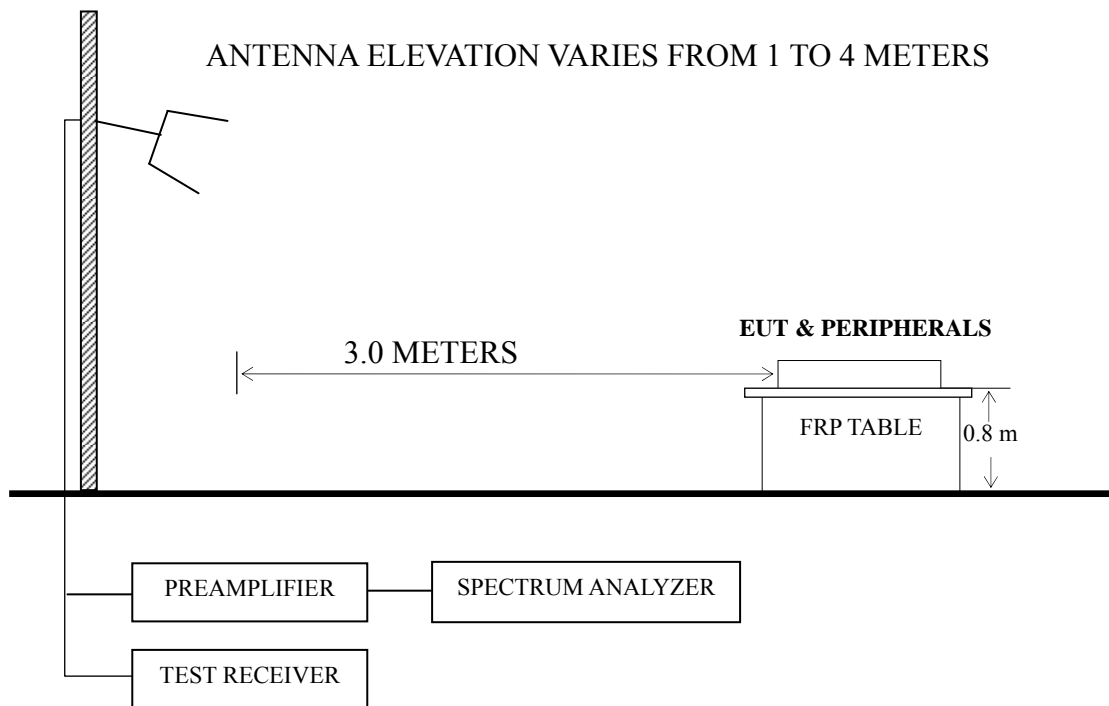 ANTENNA ELEVATION VARIES FROM 1 TO 4 METERS
EUT & PERIPHERALS
3.0 METERS
FRP TABLE
0.8 m
PREAMPLIFIER
SPECTRUM ANALYZER
TEST RECEIVER